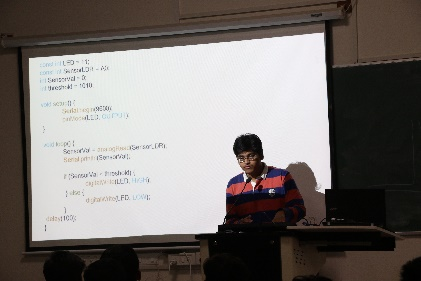 const int LED = 11;
const int SensorLDR = A0;
int SensorVal = 0;
int threshold = 1010;
void setup() {
Serial.begin(9600);
pinMode(LED, OUTPUT);
}
void loop() {
SensorVal = analogRead(SensorLDR);
Serial.println(SensorVal);
if (SensorVal < threshold) {
digitalWrite(LED, HIGH);
} else {
digitalWrite(LED, LOW);
}
delay(100);
}